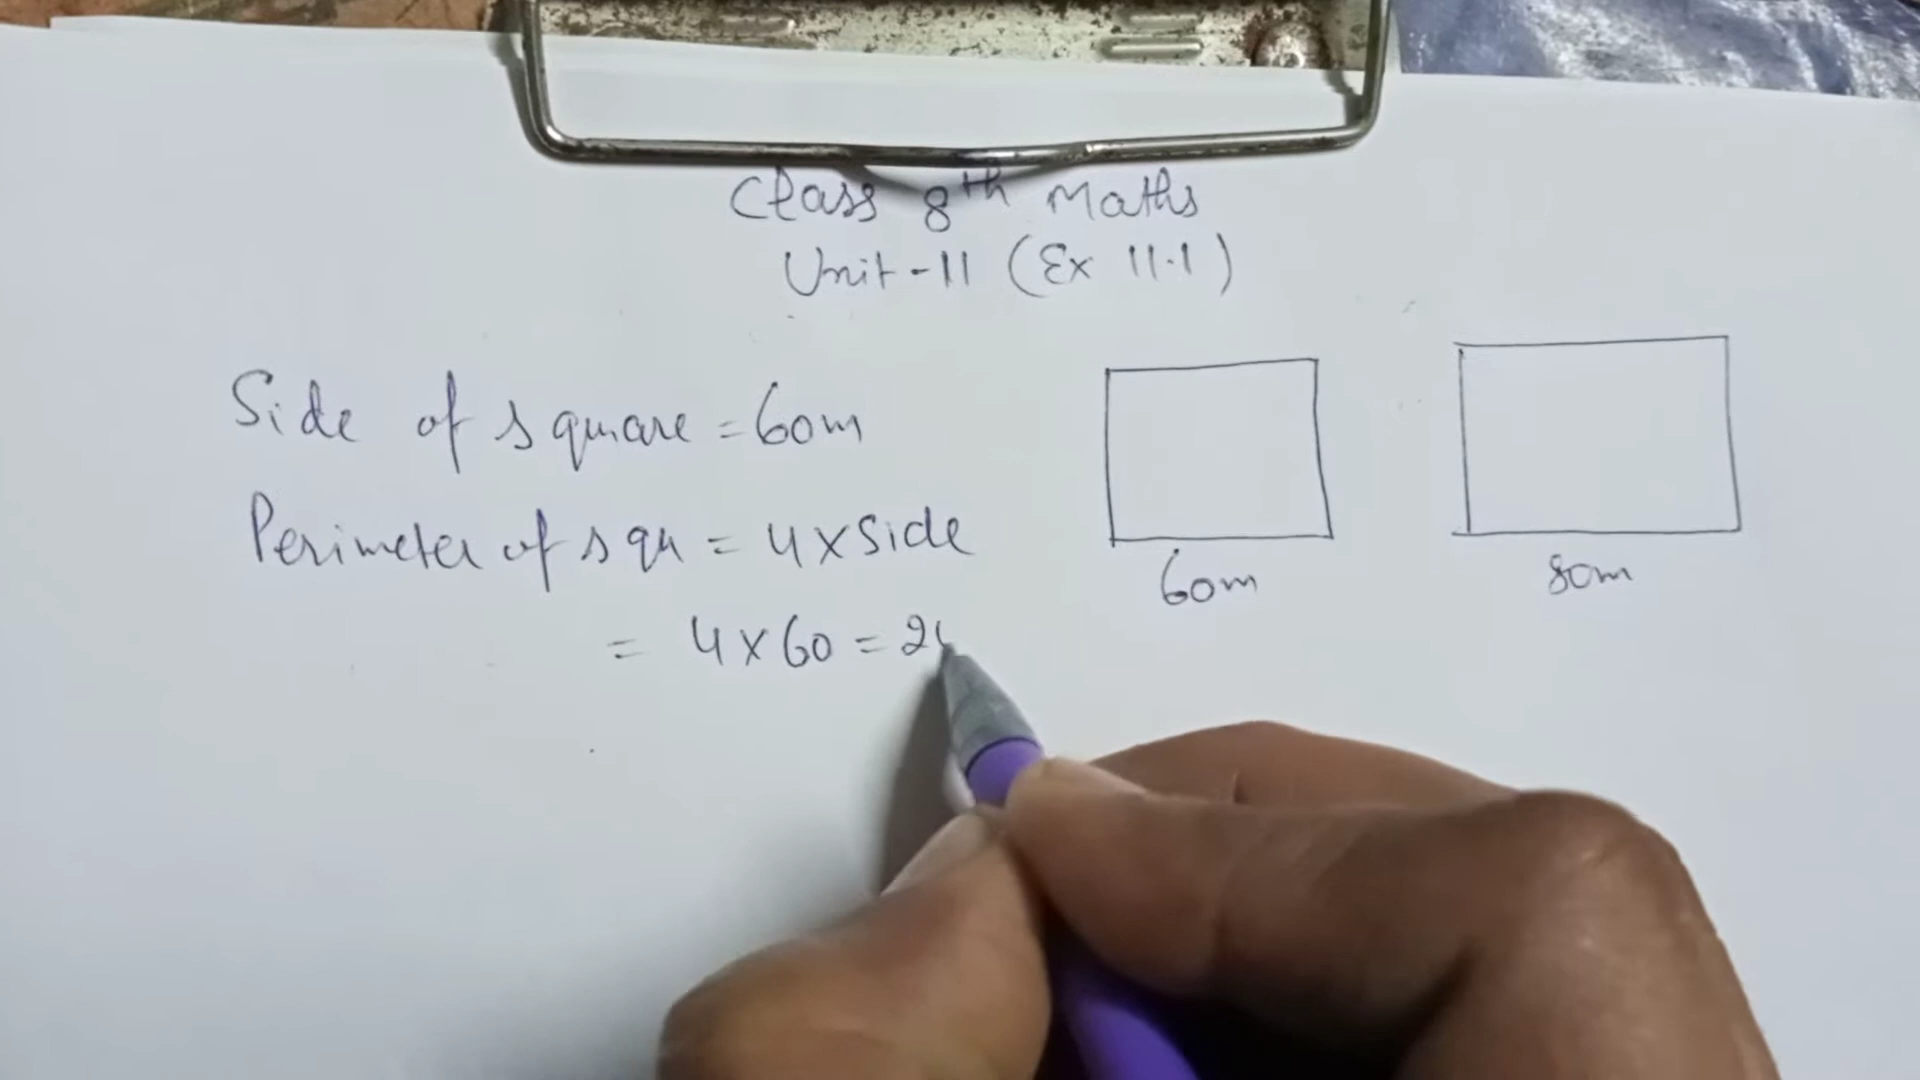 Class 8th Maths
Unit-11 (Ex 11.1)
Side of square = 60m
Perimeter of squ = 4×Side
= 4×60 = 24
60m
80m